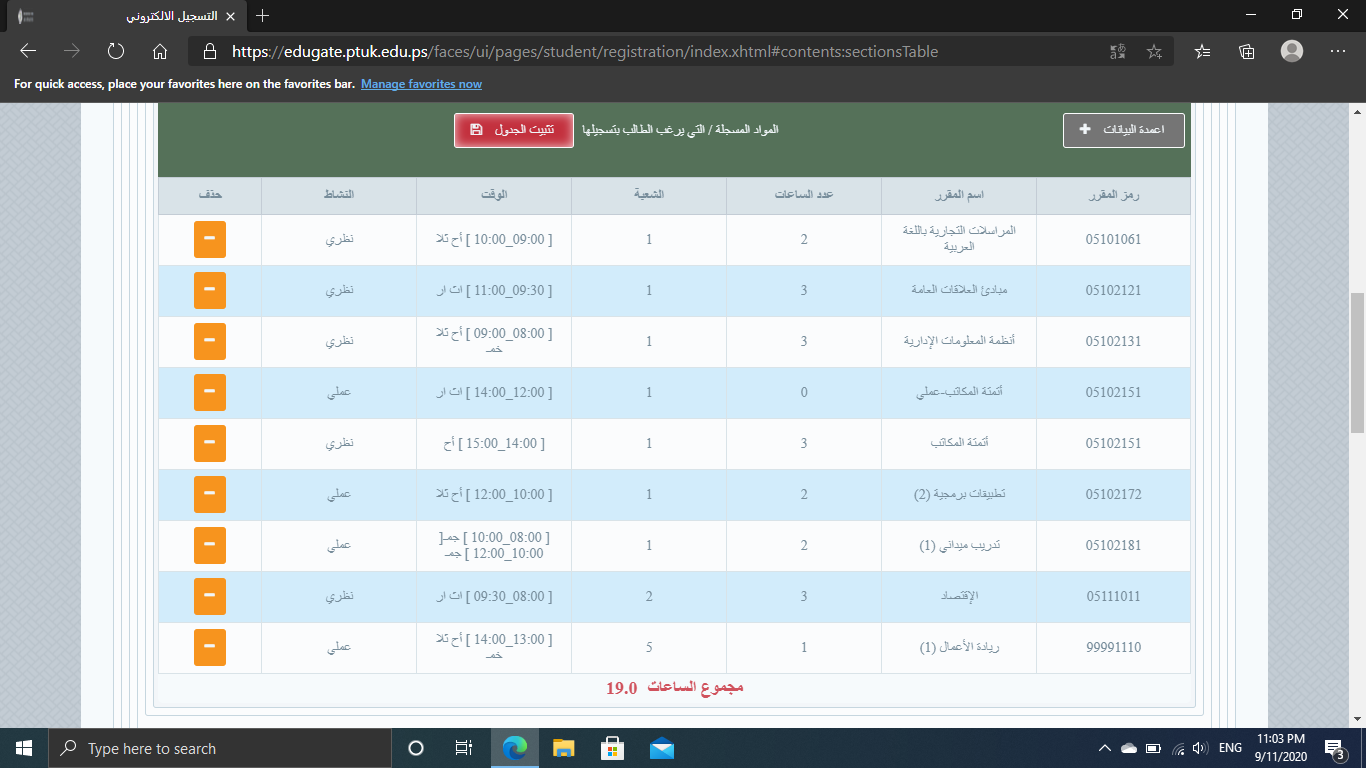 التسجيل الالكتروني
https://edugate.ptuk.edu.ps/faces/ui/pages/student/registration/index.xhtml#contents:sectionsTable
For quick access, place your favorites here on the favorites bar. Manage favorites now
اعمدة البيانات
المواد المسجلة / التي يرغب الطالب بتسجيلها تثبيت الجدول
رمز المقرر اسم المقرر عدد الساعات الشعبة الوقت النشاط حذف
05101061 المراسلات التجارية باللغة العربية 2 1 [ 09:00_10:00 ] أح ثلا نظري
05102121 مبادئ العلاقات العامة 3 1 [ 09:30_11:00 ] اث ار نظري
05102131 أنظمة المعلومات الإدارية 3 1 [ 08:00_09:00 ] أح ثلا خمـ نظري
05102151 أتمتة المكاتب-عملي 0 1 [ 12:00_14:00 ] اث ار عملي
05102151 أتمتة المكاتب 3 1 [ 14:00_15:00 ] أح نظري
05102172 تطبيقات برمجية (2) 2 1 [ 10:00_12:00 ] أح ثلا عملي
05102181 تدريب ميداني (1) 2 1 [ 08:00_10:00 ] جمـ[ 10:00_12:00 ] جمـ عملي
05111011 الإقتصاد 3 2 [ 08:00_09:30 ] اث ار نظري
99991110 ريادة الأعمال (1) 1 5 [ 13:00_14:00 ] أح ثلا خمـ عملي
مجموع الساعات 19.0
Type here to search
ENG
11:03 PM
9/11/2020
3